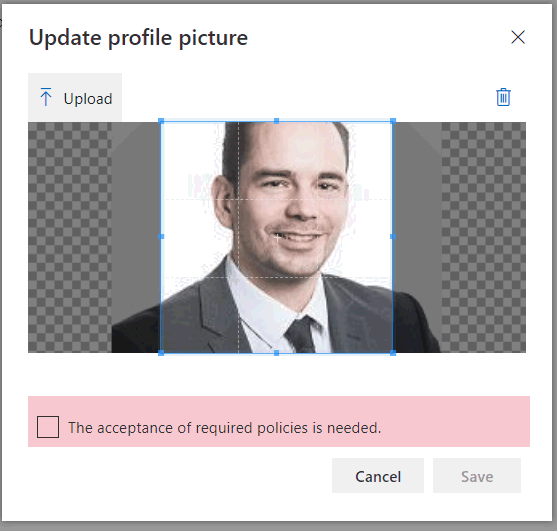 Update profile picture
Upload
The acceptance of required policies is needed.
Cancel
Save